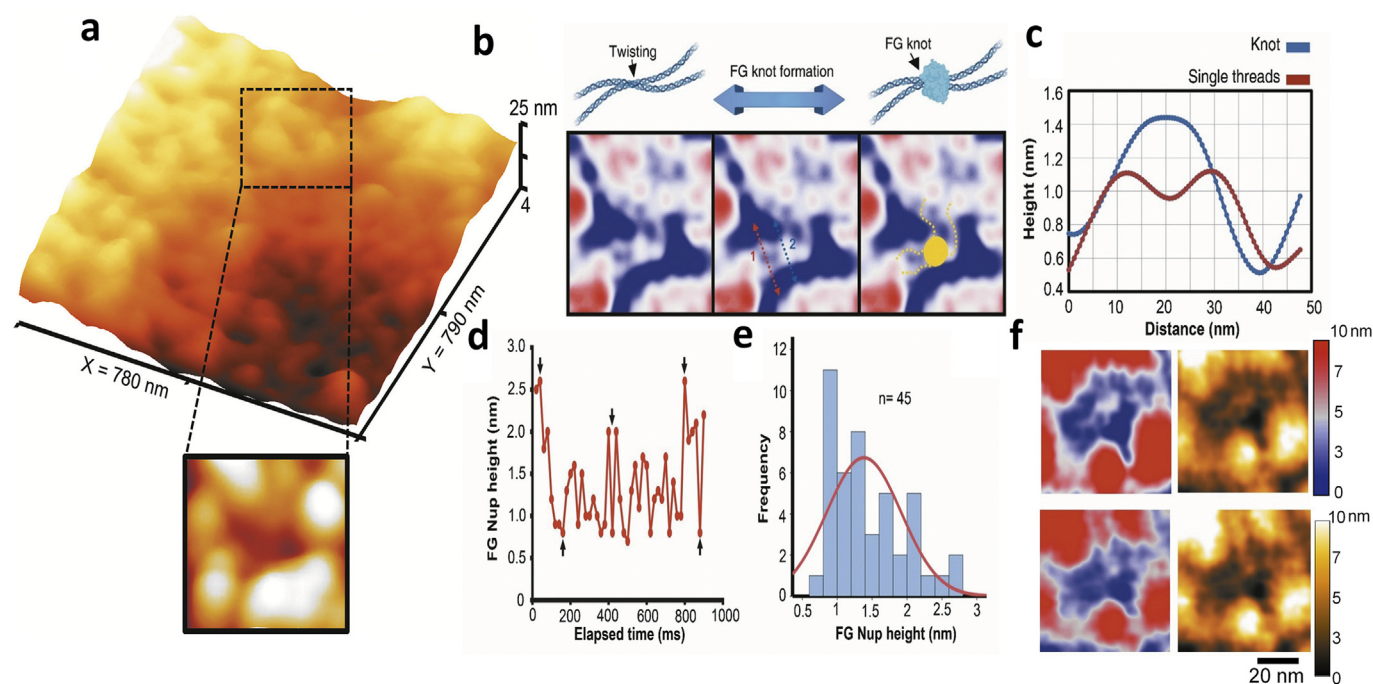 a
25 nm
4
X = 780 nm
Y = 790 nm
b
Twisting
FG knot formation
FG knot
1
2
c
Knot
Single threads
1.6
1.4
1.2
1.0
0.8
0.6
0.4
Height (nm)
0 10 20 30 40 50
Distance (nm)
d
3.0
2.5
2.0
1.5
1.0
0.5
0
FG Nup height (nm)
0 200 400 600 800 1000
Elapsed time (ms)
e
12
10
8
6
4
2
0
Frequency
n= 45
0.5 1 1.5 2 2.5 3
FG Nup height (nm)
f
10 nm
7
5
3
0
10 nm
7
5
3
0
20 nm